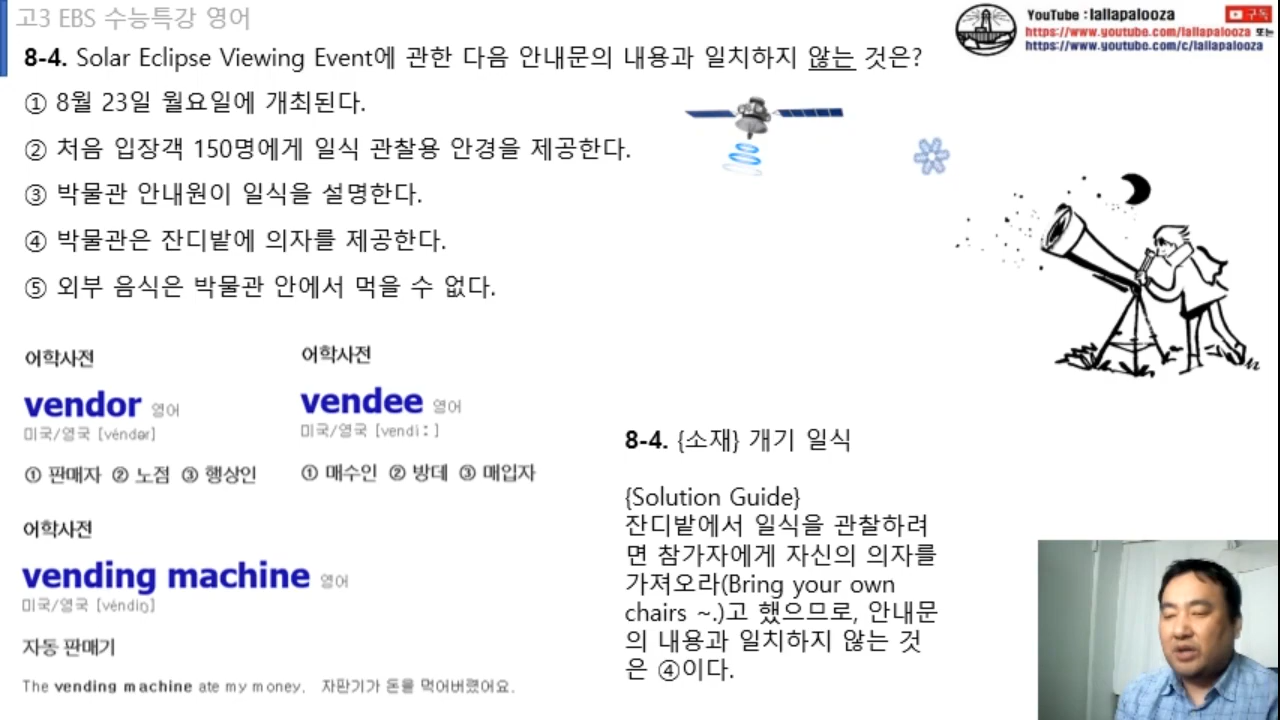 고3 EBS 수능특강 영어
YouTube : lallapalooza
구독
https://www.youtube.com/lallapalooza 또는
https://www.youtube.com/c/lallapalooza
8-4. Solar Eclipse Viewing Event에 관한 다음 안내문의 내용과 일치하지 않는 것은?
① 8월 23일 월요일에 개최된다.
② 처음 입장객 150명에게 일식 관찰용 안경을 제공한다.
③ 박물관 안내원이 일식을 설명한다.
④ 박물관은 잔디밭에 의자를 제공한다.
⑤ 외부 음식은 박물관 안에서 먹을 수 없다.
어학사전
vendor 영어
미국/영국 [véndər]
① 판매자 ② 노점 ③ 행상인
어학사전
vendee 영어
미국/영국 [vendiː]
① 매수인 ② 방데 ③ 매입자
어학사전
vending machine 영어
미국/영국 [véndiŋ]
자동 판매기
The vending machine ate my money. 자판기가 돈을 먹어버렸어요.
8-4. {소재} 개기 일식
{Solution Guide}
잔디밭에서 일식을 관찰하려
면 참가자에게 자신의 의자를
가져오라(Bring your own
chairs ~.)고 했으므로, 안내문
의 내용과 일치하지 않는 것
은 ④이다.